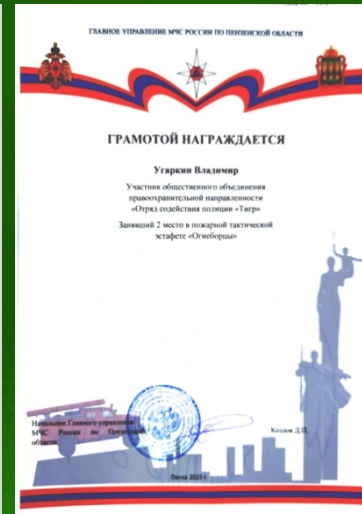 ГЛАВНОЕ УПРАВЛЕНИЕ МЧС РОССИИ ПО ПЕНЗЕНСКОЙ ОБЛАСТИ
ГРАМОТОЙ НАГРАЖДАЕТСЯ
Угаркин Владимир
Участник общественного объединения
правоохранительной направленности
«Отряд содействия полиции «Тигр»
Занявший 2 место в пожарной тактической
эстафете «Огнеборцы»
Начальник Главного управления
МЧС России по Пензенской
области
Козлов Д.П.
Пенза 2023 г.